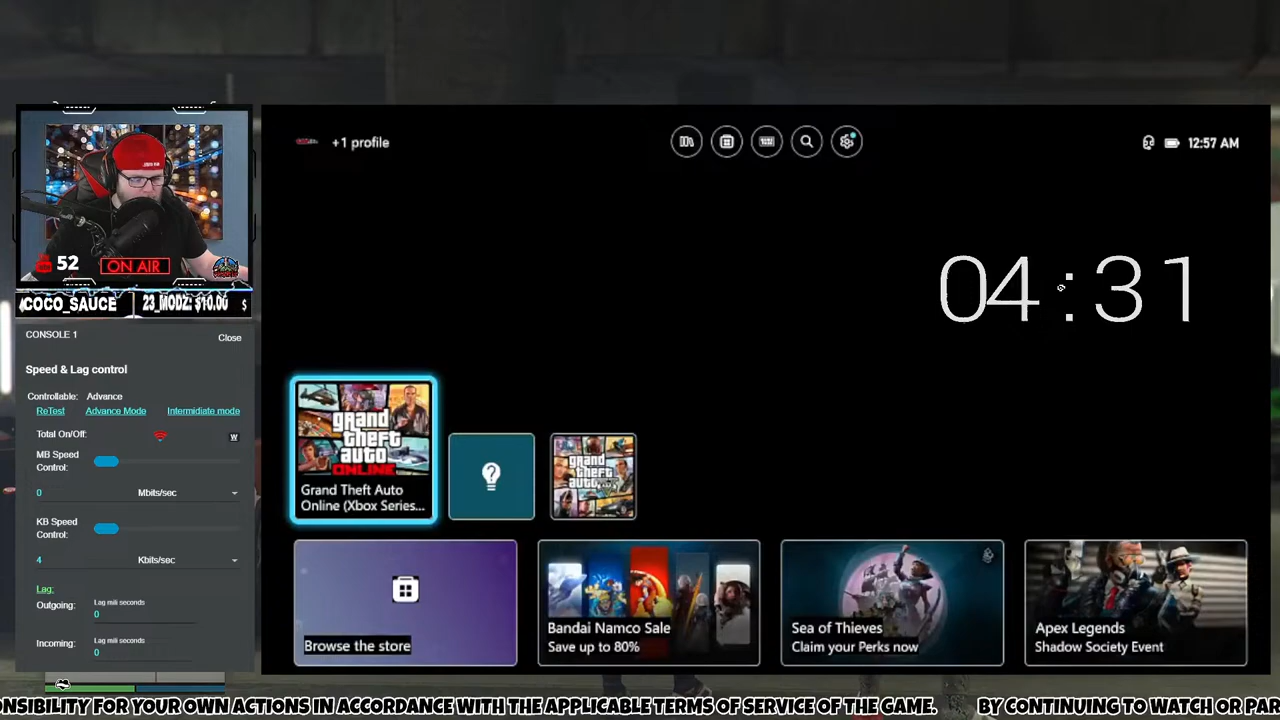 +1 profile
12:57 AM
04:31
52
ON AIR
COCO_SAUCE
23_MODZ: $10.00
$
CONSOLE 1
Close
Speed & Lag control
Controllable: Advance
ReTest
Advance Mode
Intermidiate mode
Total On/Off:
W
MB Speed
Control:
0
Mbits/sec
KB Speed
Control:
4
Kbits/sec
Lag:
Outgoing:
Lag mili seconds
0
Incoming:
Lag mili seconds
0
grand
theft
auto
ONLINE
Grand Theft Auto
Online (Xbox Series...
grand
theft
auto
Browse the store
Bandai Namco Sale
Save up to 80%
Sea of Thieves
Claim your Perks now
Apex Legends
Shadow Society Event
ONSIBILITY FOR YOUR OWN ACTIONS IN ACCORDANCE WITH THE APPLICABLE TERMS OF SERVICE OF THE GAME. BY CONTINUING TO WATCH OR PAR